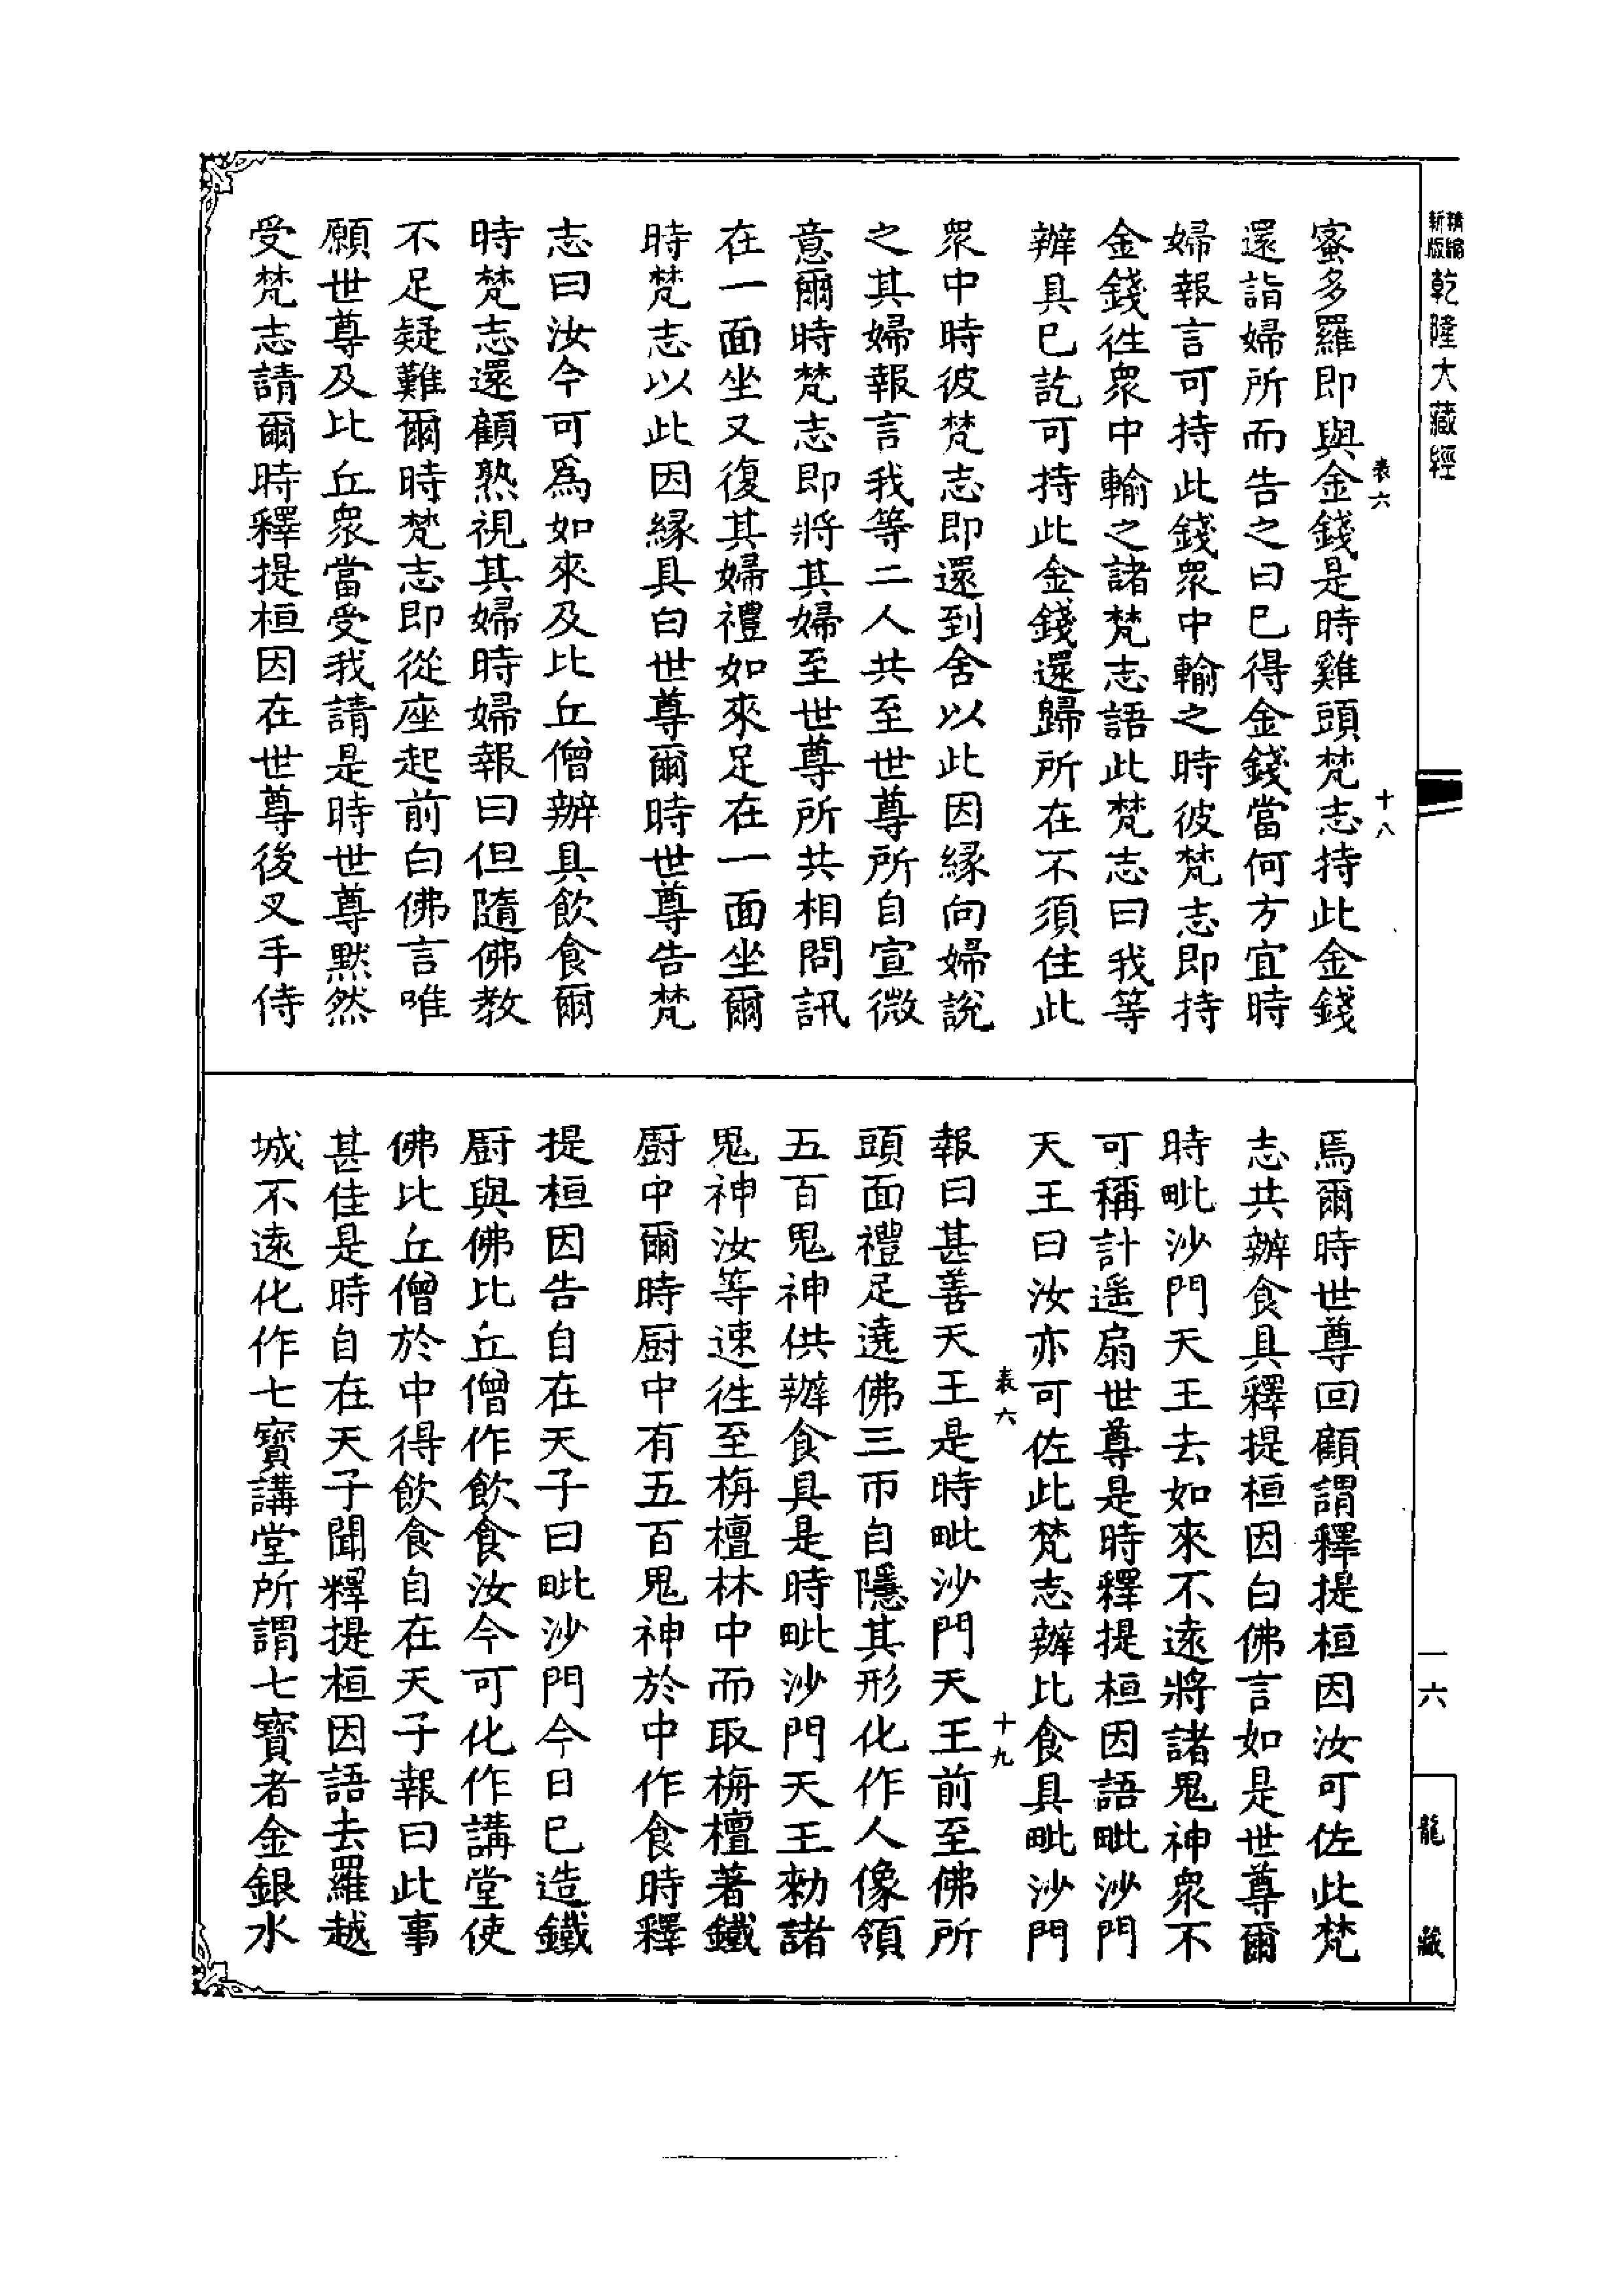 精縮新版乾隆大藏經
表六
十八
蜜多羅即與金錢是時雞頭梵志持此金錢
還詣婦所而告之曰巳得金錢當何方宜時
婦報言可持此錢衆中輸之時彼梵志即持
金錢徃衆中輸之諸梵志語此梵志曰我等
辦具巳訖可持此金錢還歸所在不須住此
衆中時彼梵志即還到舍以此因縁向婦說
之其婦報言我等二人共至世尊所自宣微
意爾時梵志即將其婦至世尊所共相問訊
在一面坐又復其婦禮如來足在一面坐爾
時梵志以此因縁具白世尊爾時世尊告梵
志曰汝今可爲如來及比丘僧辦具飲食爾
時梵志還顧熟視其婦時婦報曰但隨佛教
不足疑難爾時梵志即從座起前白佛言唯
願世尊及比丘衆當受我請是時世尊黙然
受梵志請爾時釋提桓因在世尊後叉手侍
焉爾時世尊回顧謂釋提桓因汝可佐此梵
志共辦食具釋提桓因白佛言如是世尊爾
時毗沙門天王去如來不遠將諸鬼神衆不
可稱計遥扇世尊是時釋提桓因語毗沙門
天王曰汝亦可佐此梵志辦比食具毗沙門
表六
十九
報曰甚善天王是時毗沙門天王前至佛所
頭面禮足遶佛三帀自隱其形化作人像領
五百鬼神供辦食具是時毗沙門天王勑諸
鬼神汝等速徃至栴檀林中而取栴檀著鐵
厨中爾時厨中有五百鬼神於中作食時釋
提桓因告自在天子曰毗沙門今日巳造鐵
厨與佛比丘僧作飲食汝今可化作講堂使
佛比丘僧於中得飲食自在天子報曰此事
甚佳是時自在天子聞釋提桓因語去羅越
城不遠化作七寶講堂所謂七寶者金銀水
一六
龍藏